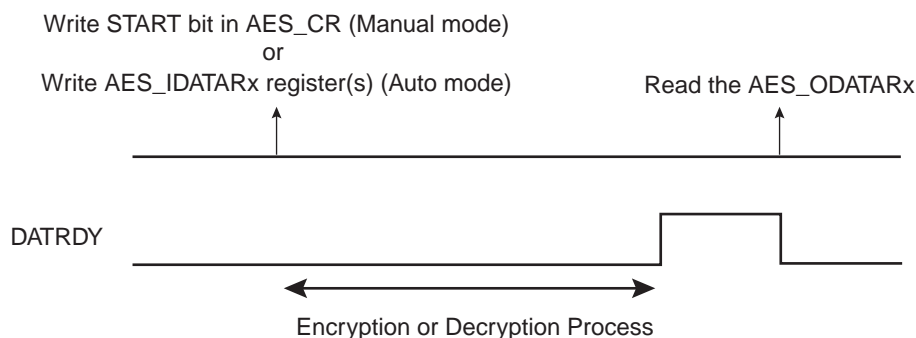 Write START bit in AES_CR (Manual mode)
or
Write AES_IDATARx register(s) (Auto mode)
Read the AES_ODATARx
DATRDY
Encryption or Decryption Process